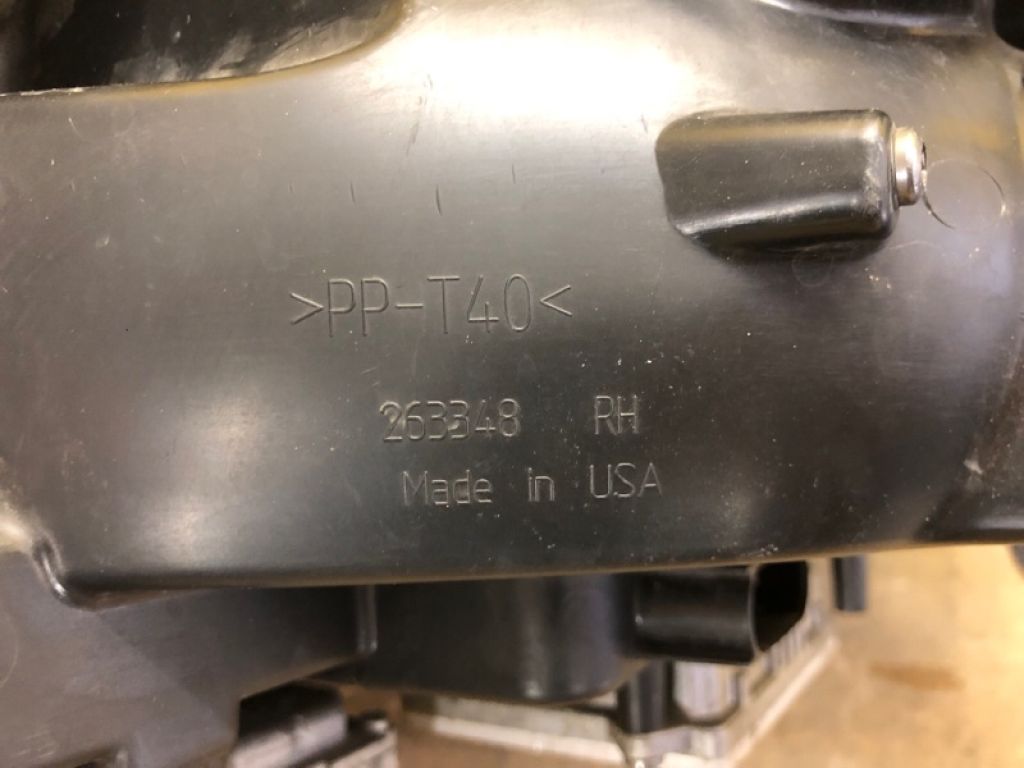 >PP-T40<
263348 RH
Made in USA